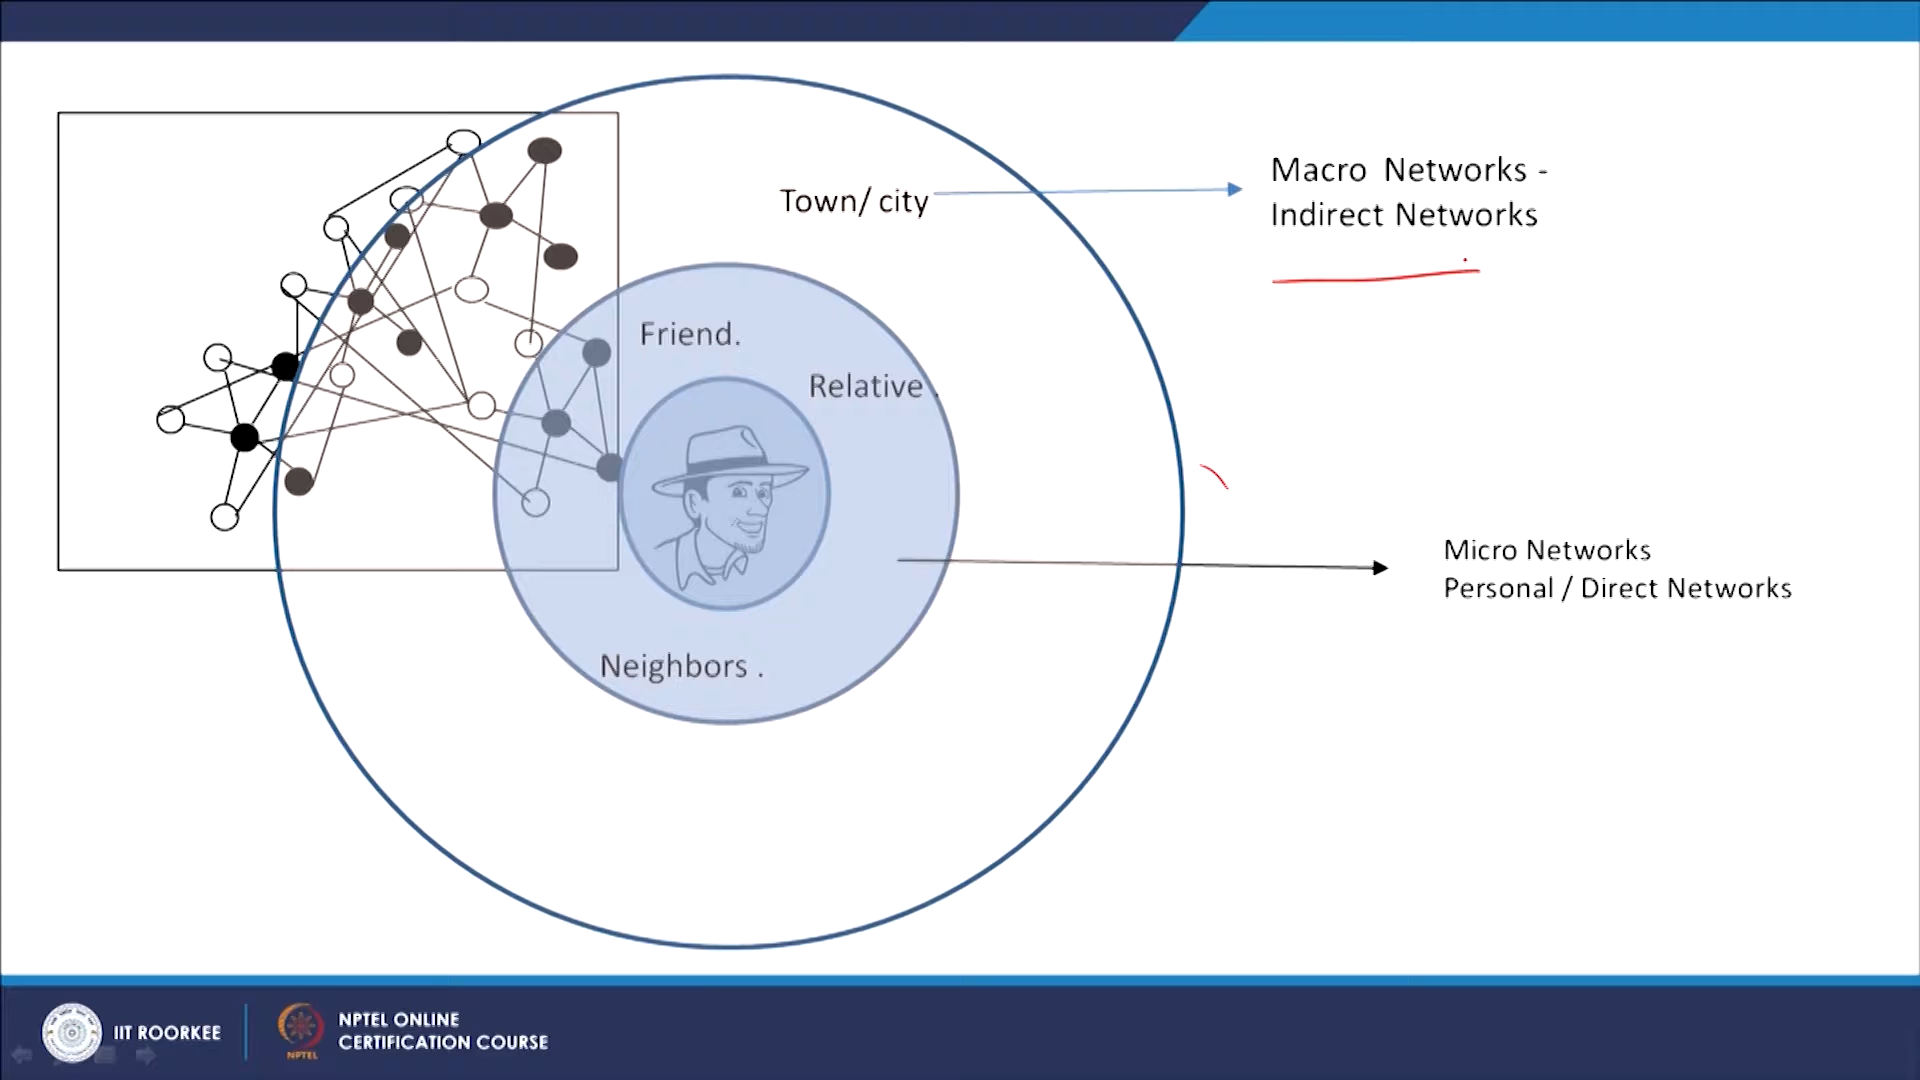 Town/ city
Macro Networks -
Indirect Networks
Friend.
Relative .
Micro Networks
Personal / Direct Networks
Neighbors .
IIT ROORKEE
NPTEL
NPTEL ONLINE
CERTIFICATION COURSE